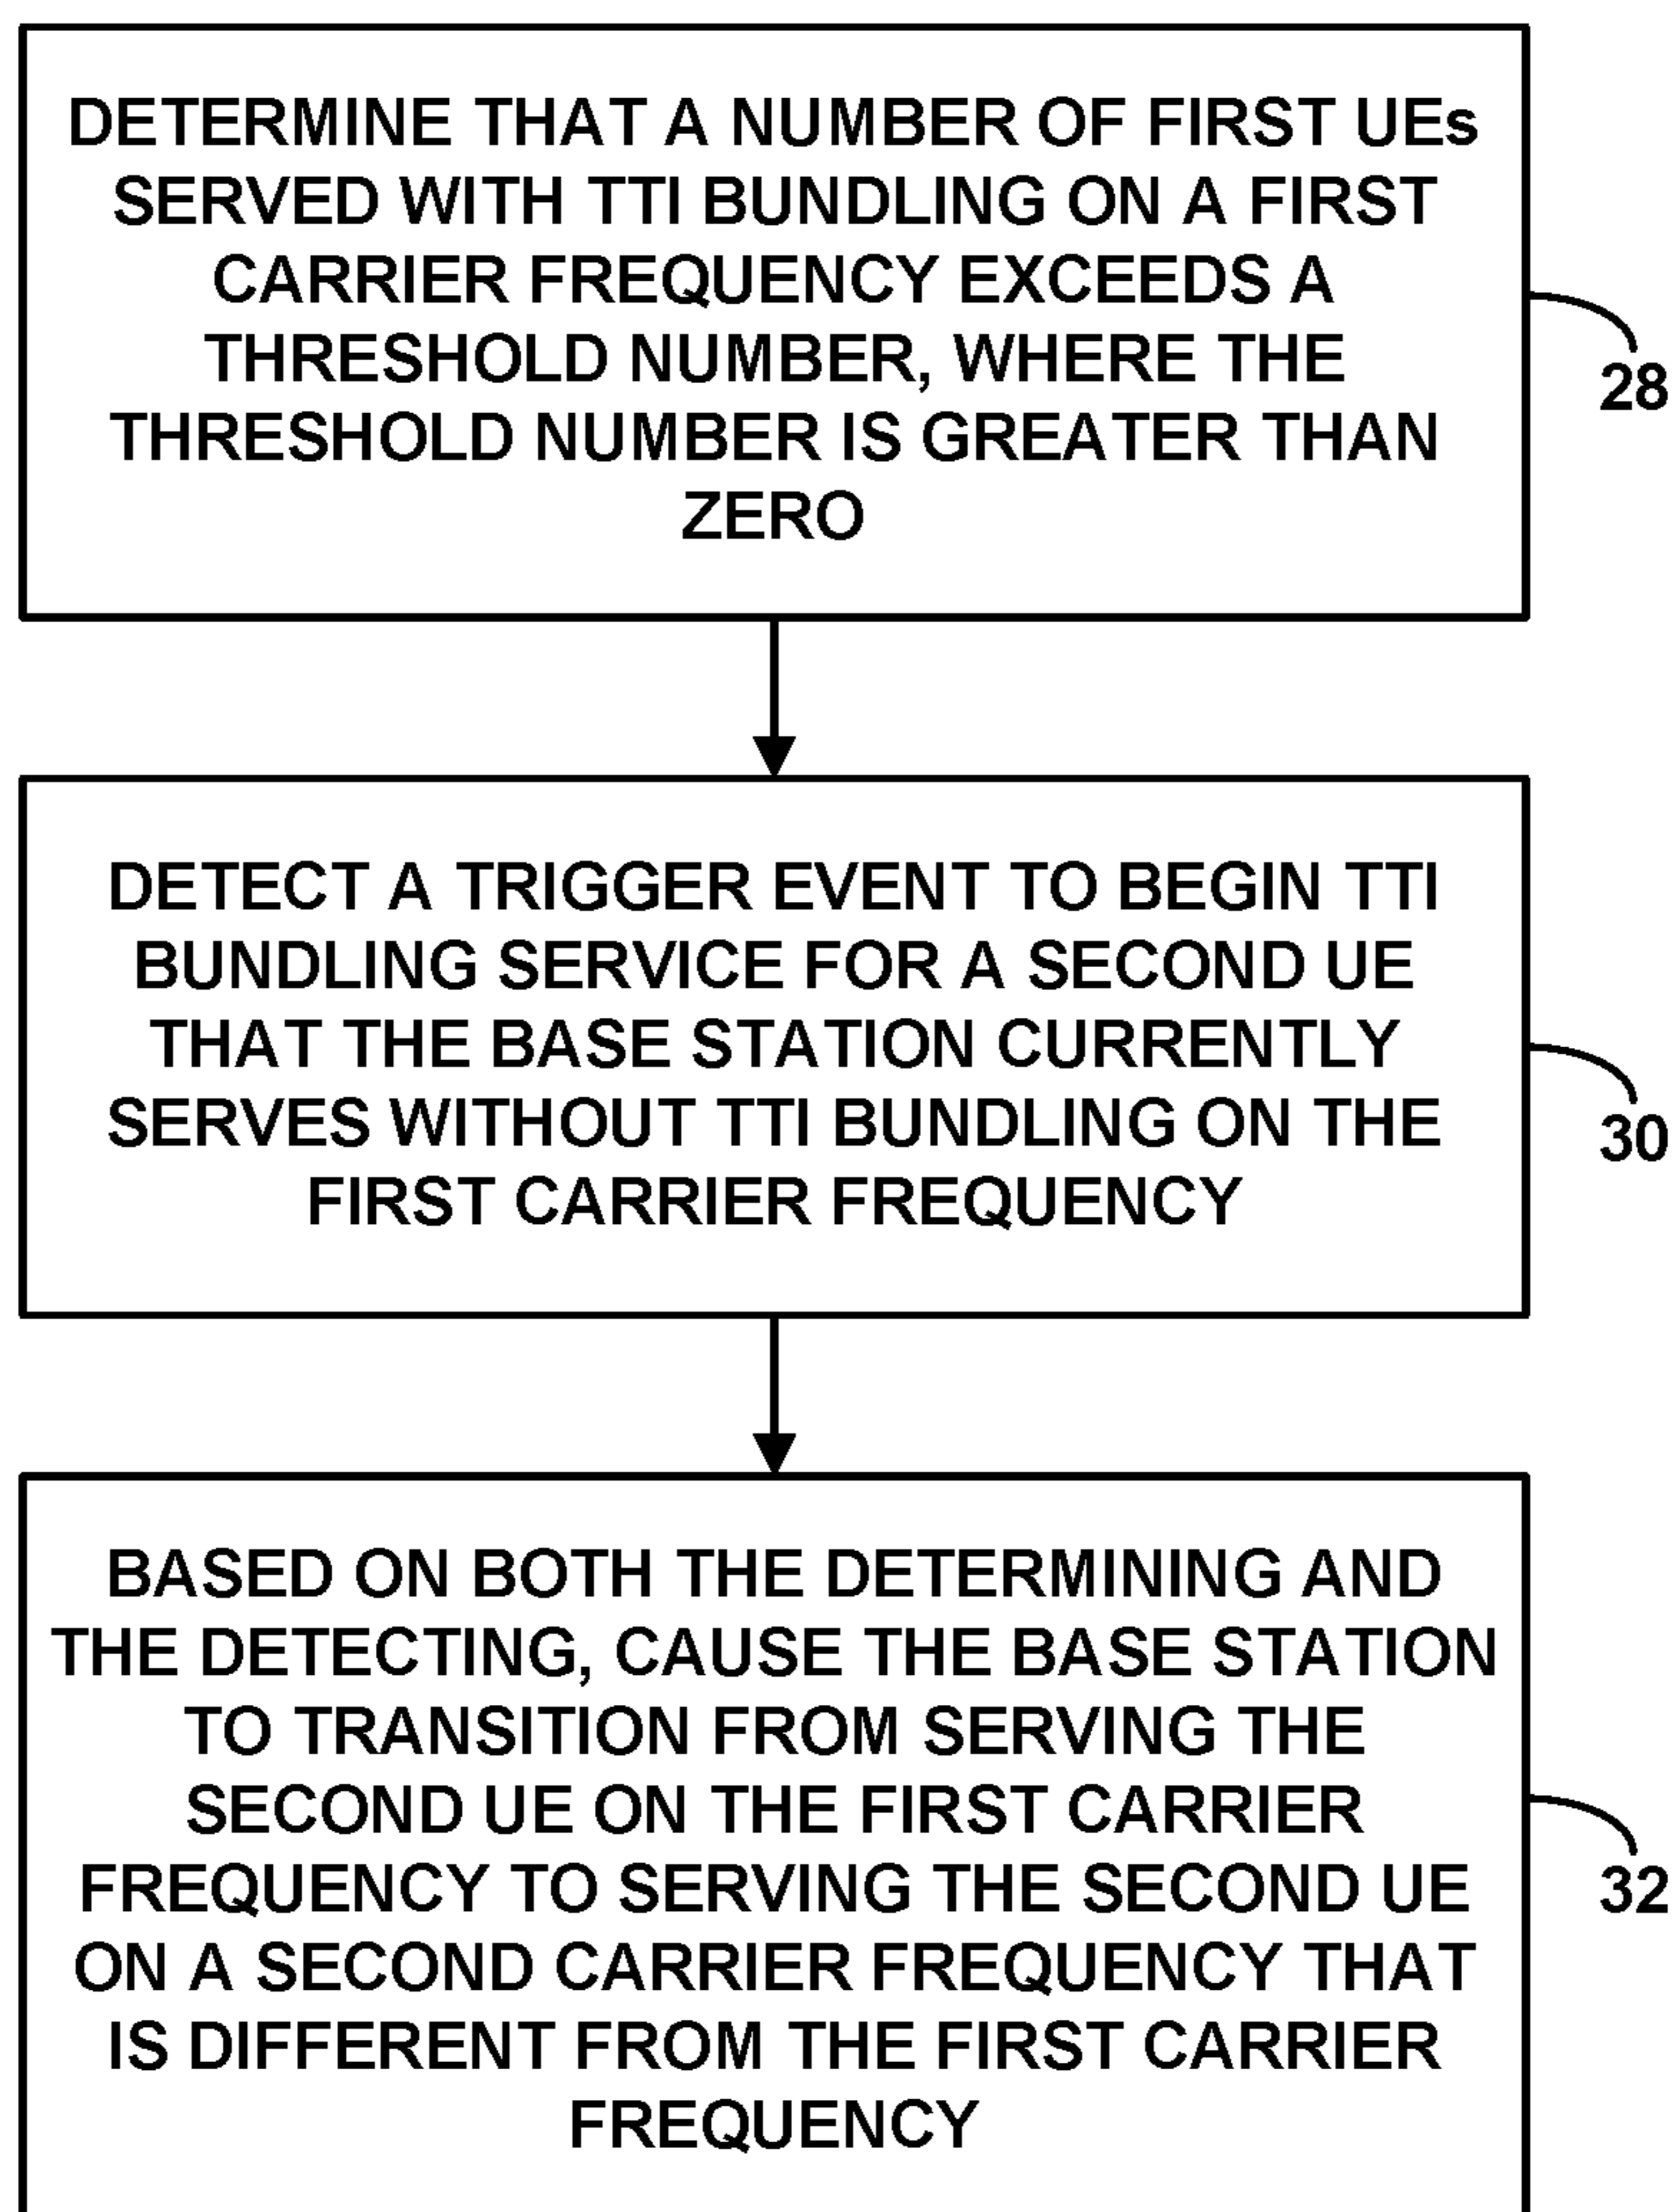 DETERMINE THAT A NUMBER OF FIRST UEs
SERVED WITH TTI BUNDLING ON A FIRST
CARRIER FREQUENCY EXCEEDS A
THRESHOLD NUMBER, WHERE THE
THRESHOLD NUMBER IS GREATER THAN
ZERO
28
DETECT A TRIGGER EVENT TO BEGIN TTI
BUNDLING SERVICE FOR A SECOND UE
THAT THE BASE STATION CURRENTLY
SERVES WITHOUT TTI BUNDLING ON THE
FIRST CARRIER FREQUENCY
30
BASED ON BOTH THE DETERMINING AND
THE DETECTING, CAUSE THE BASE STATION
TO TRANSITION FROM SERVING THE
SECOND UE ON THE FIRST CARRIER
FREQUENCY TO SERVING THE SECOND UE
ON A SECOND CARRIER FREQUENCY THAT
IS DIFFERENT FROM THE FIRST CARRIER
FREQUENCY
32